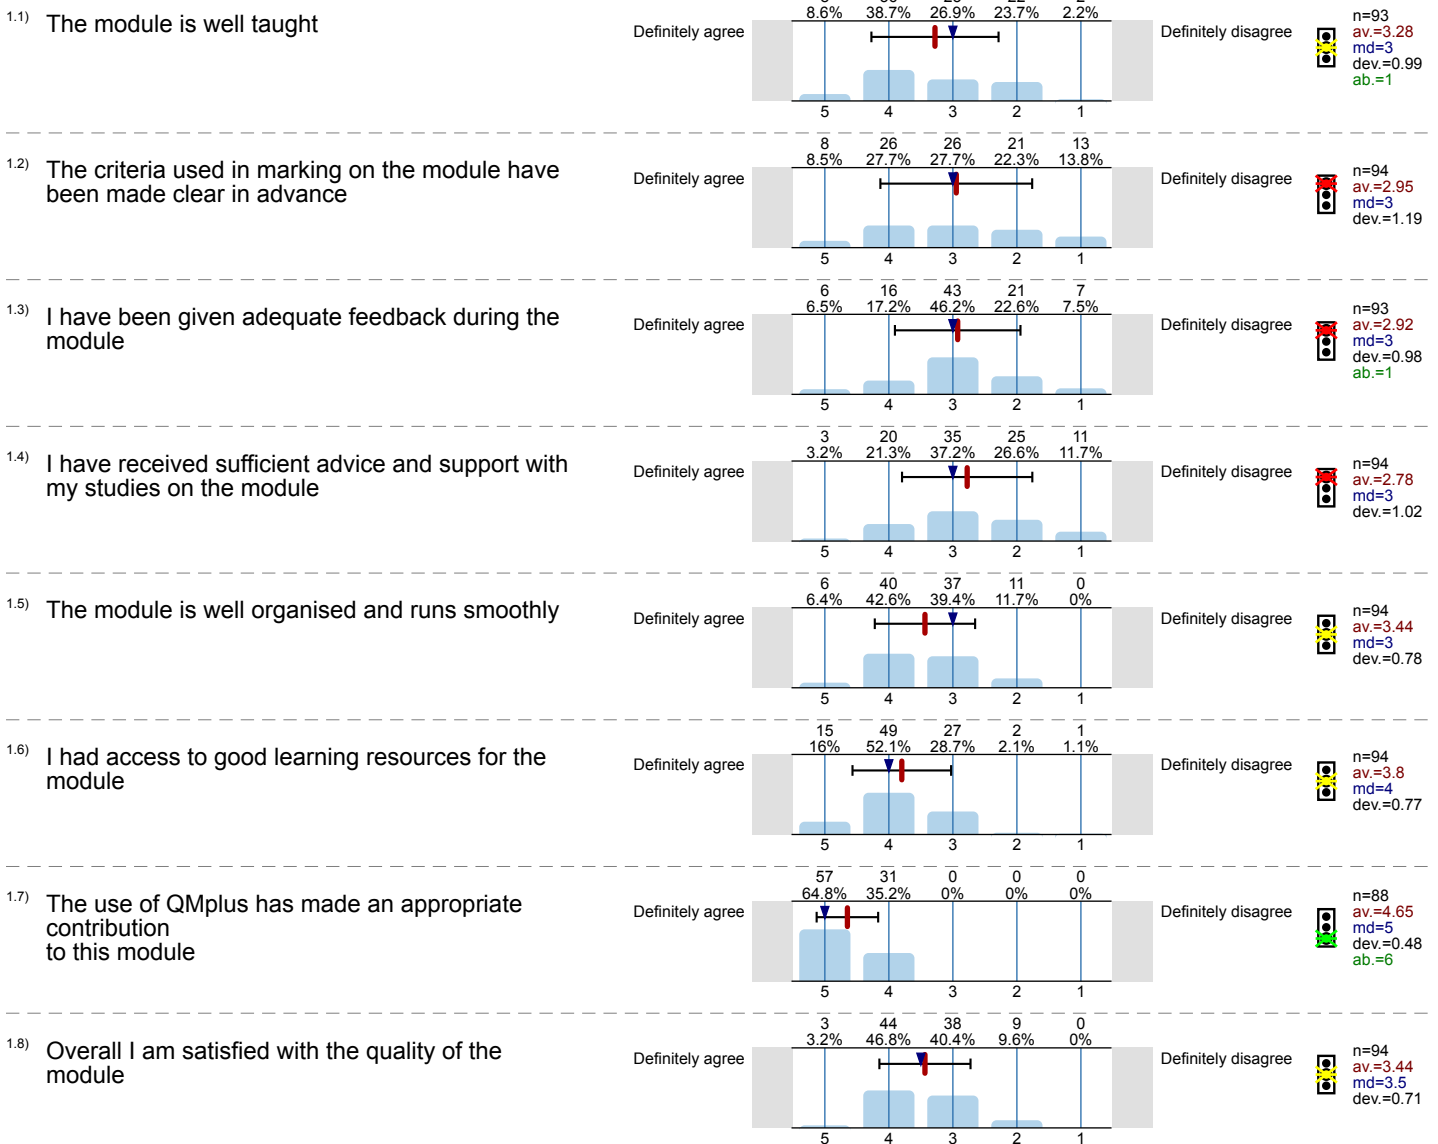 1.1) The module is well taught
8.6% 38.7% 26.9% 23.7% 2.2%
Definitely agree Definitely disagree
n=93
av.=3.28
md=3
dev.=0.99
ab.=1
5 4 3 2 1
1.2) The criteria used in marking on the module have
been made clear in advance
8 26 26 21 13
8.5% 27.7% 27.7% 22.3% 13.8%
Definitely agree Definitely disagree
n=94
av.=2.95
md=3
dev.=1.19
5 4 3 2 1
1.3) I have been given adequate feedback during the
module
6 16 43 21 7
6.5% 17.2% 46.2% 22.6% 7.5%
Definitely agree Definitely disagree
n=93
av.=2.92
md=3
dev.=0.98
ab.=1
5 4 3 2 1
1.4) I have received sufficient advice and support with
my studies on the module
3 20 35 25 11
3.2% 21.3% 37.2% 26.6% 11.7%
Definitely agree Definitely disagree
n=94
av.=2.78
md=3
dev.=1.02
5 4 3 2 1
1.5) The module is well organised and runs smoothly
6 40 37 11 0
6.4% 42.6% 39.4% 11.7% 0%
Definitely agree Definitely disagree
n=94
av.=3.44
md=3
dev.=0.78
5 4 3 2 1
1.6) I had access to good learning resources for the
module
15 49 27 2 1
16% 52.1% 28.7% 2.1% 1.1%
Definitely agree Definitely disagree
n=94
av.=3.8
md=4
dev.=0.77
5 4 3 2 1
1.7) The use of QMplus has made an appropriate
contribution
to this module
57 31 0 0 0
64.8% 35.2% 0% 0% 0%
Definitely agree Definitely disagree
n=88
av.=4.65
md=5
dev.=0.48
ab.=6
5 4 3 2 1
1.8) Overall I am satisfied with the quality of the
module
3 44 38 9 0
3.2% 46.8% 40.4% 9.6% 0%
Definitely agree Definitely disagree
n=94
av.=3.44
md=3.5
dev.=0.71
5 4 3 2 1